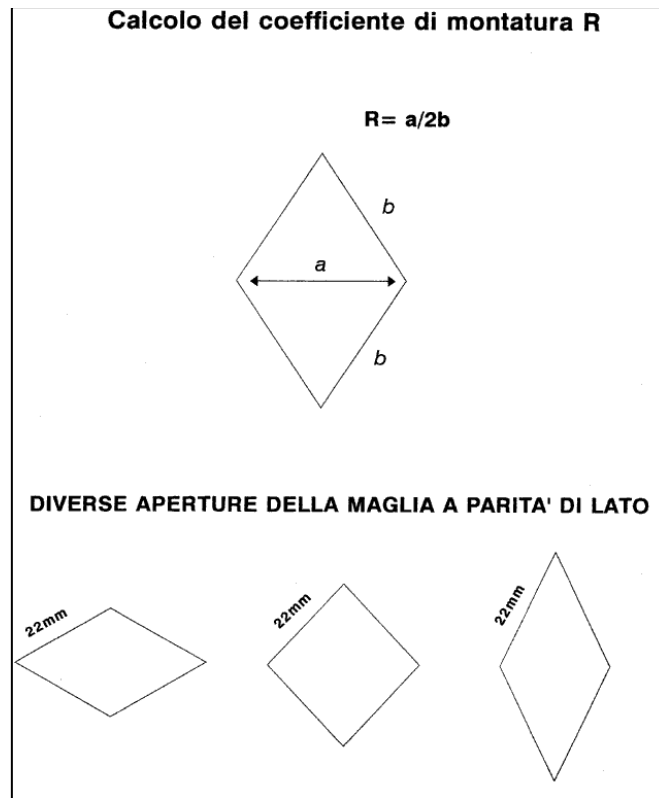 Calcolo del coefficiente di montatura R
R= a/2b
b
a
b
DIVERSE APERTURE DELLA MAGLIA A PARITA' DI LATO
22mm
22mm
22mm